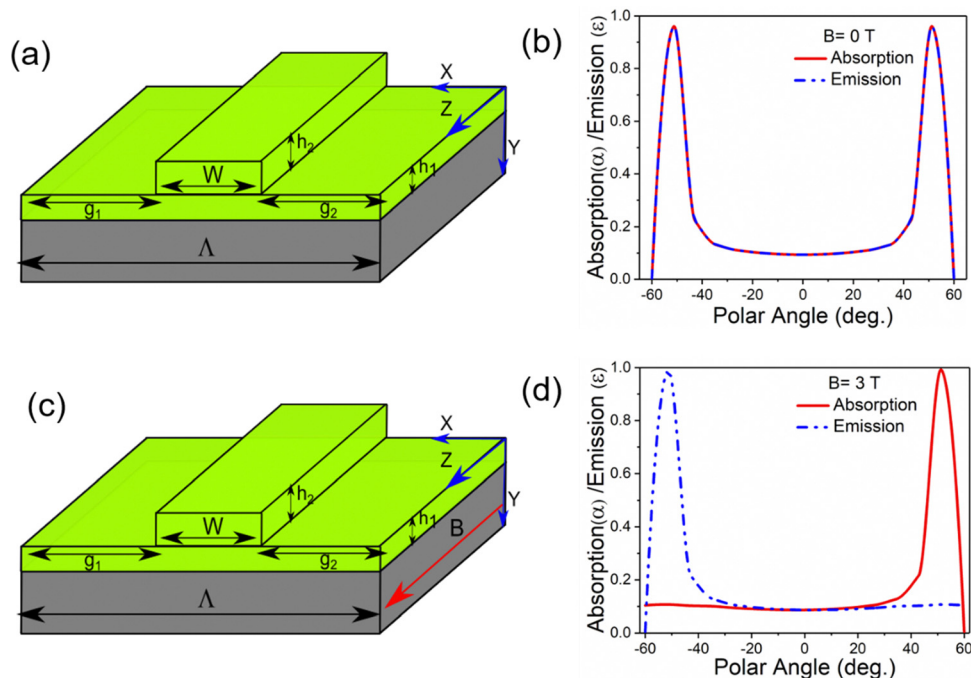 (a)
X
Z
Y
h₂
h₁
W
g₁
g₂
Λ
(b)
B= 0 T
Absorption
Emission
Absorption(α) /Emission (ε)
1.0
0.8
0.6
0.4
0.2
0.0
-60 -40 -20 0 20 40 60
Polar Angle (deg.)
(c)
X
Z
Y
h₂
h₁
B
W
g₁
g₂
Λ
(d)
B= 3 T
Absorption
Emission
Absorption(α) /Emission (ε)
1.0
0.8
0.6
0.4
0.2
0.0
-60 -40 -20 0 20 40 60
Polar Angle (deg.)